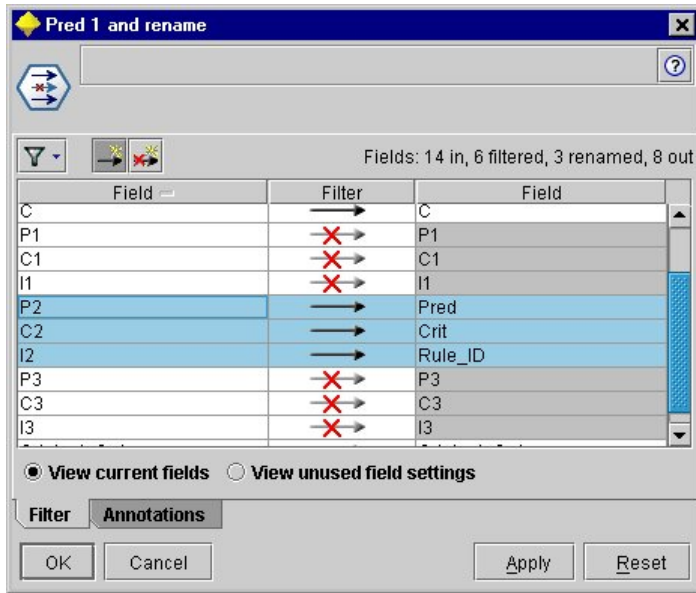 Pred 1 and rename
Fields: 14 in, 6 filtered, 3 renamed, 8 out
Field Filter Field
C C
P1 P1
C1 C1
I1 I1
P2 Pred
C2 Crit
I2 Rule_ID
P3 P3
C3 C3
I3 I3
View current fields View unused field settings
Filter Annotations
OK Cancel Apply Reset